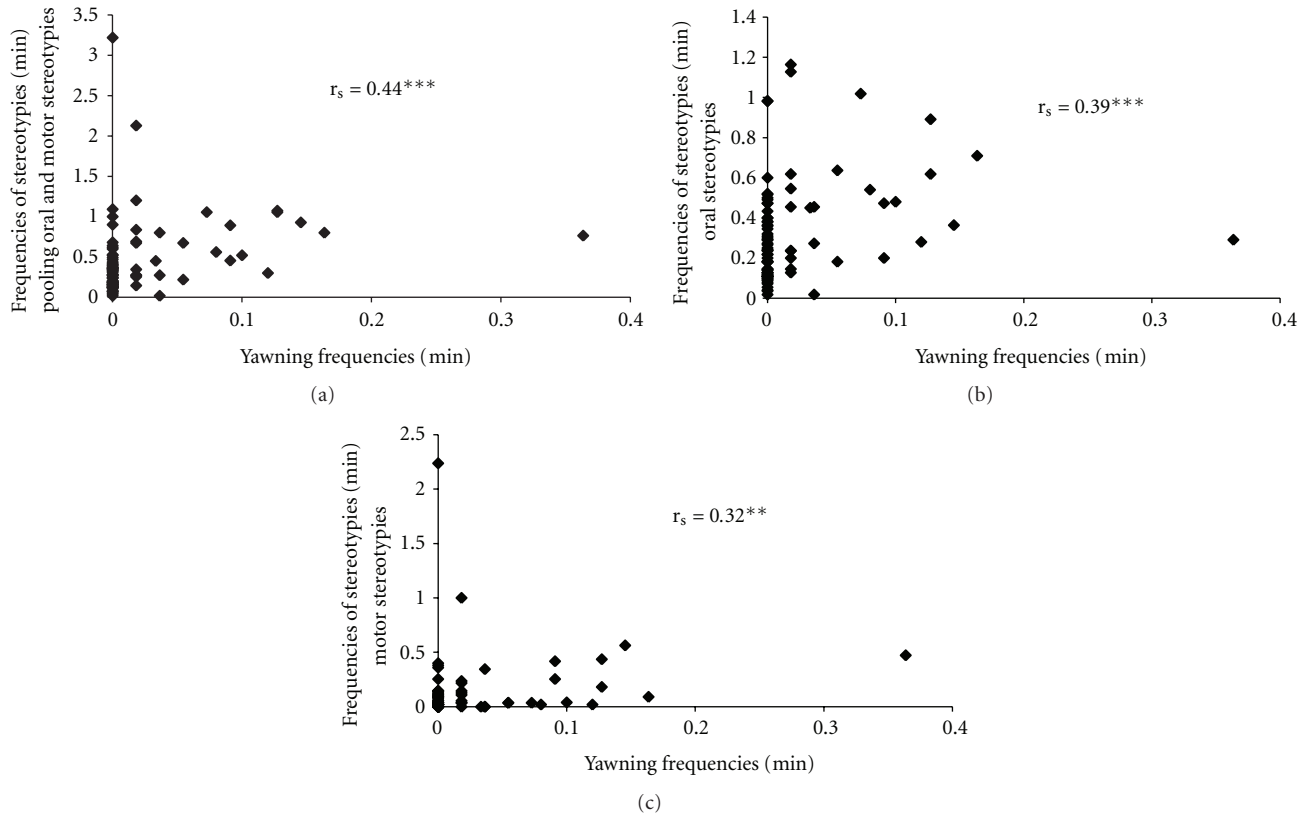 Frequencies of stereotypies (min)
pooling oral and motor stereotypies
3.5
3
2.5
2
1.5
1
0.5
0
r_s = 0.44***
0 0.1 0.2 0.3 0.4
Yawning frequencies (min)
(a)
Frequencies of stereotypies (min)
oral stereotypies
1.4
1.2
1
0.8
0.6
0.4
0.2
0
r_s = 0.39***
0 0.1 0.2 0.3 0.4
Yawning frequencies (min)
(b)
Frequencies of stereotypies (min)
motor stereotypies
2.5
2
1.5
1
0.5
0
r_s = 0.32**
0 0.1 0.2 0.3 0.4
Yawning frequencies (min)
(c)